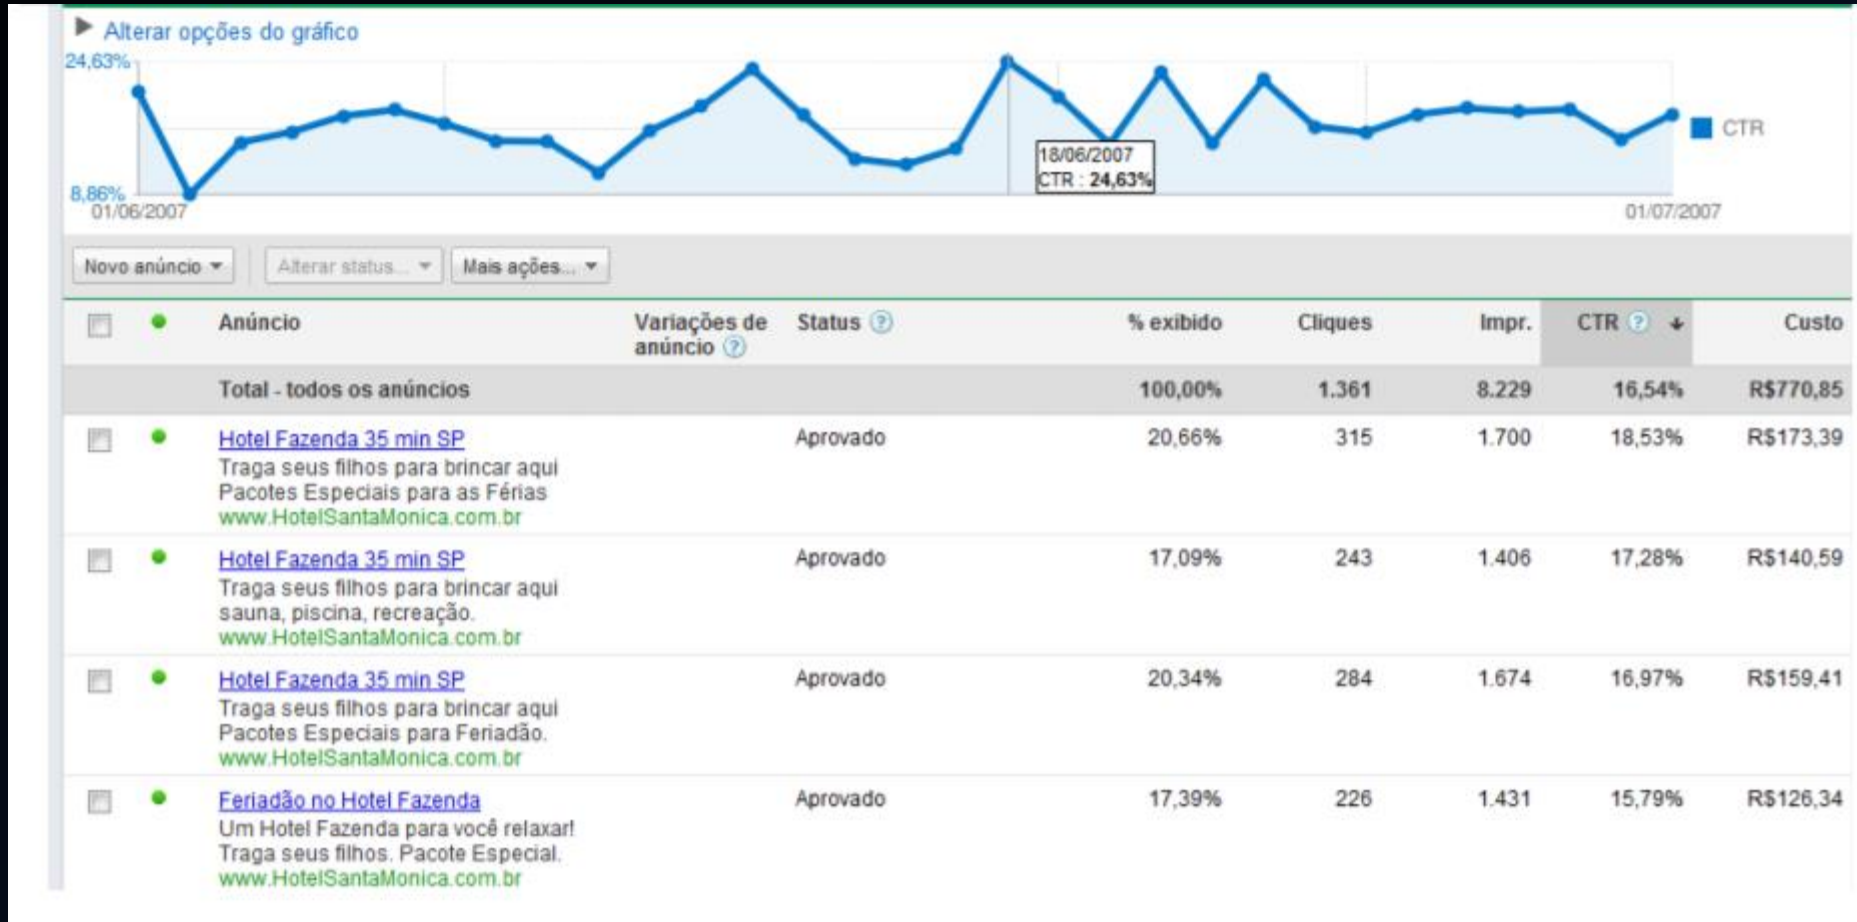 Alterar opções do gráfico
24,63%
8,86%
18/06/2007
CTR : 24,63%
CTR
01/06/2007
01/07/2007
Novo anúncio
Alterar status...
Mais ações...
Anúncio Variações de anúncio ? Status ? % exibido Cliques Impr. CTR ? Custo
Total - todos os anúncios 100,00% 1.361 8.229 16,54% R$770,85
Hotel Fazenda 35 min SP Aprovado 20,66% 315 1.700 18,53% R$173,39
Traga seus filhos para brincar aqui
Pacotes Especiais para as Férias
www.HotelSantaMonica.com.br
Hotel Fazenda 35 min SP Aprovado 17,09% 243 1.406 17,28% R$140,59
Traga seus filhos para brincar aqui
sauna, piscina, recreação.
www.HotelSantaMonica.com.br
Hotel Fazenda 35 min SP Aprovado 20,34% 284 1.674 16,97% R$159,41
Traga seus filhos para brincar aqui
Pacotes Especiais para Feriadão.
www.HotelSantaMonica.com.br
Feriadão no Hotel Fazenda Aprovado 17,39% 226 1.431 15,79% R$126,34
Um Hotel Fazenda para você relaxar!
Traga seus filhos. Pacote Especial.
www.HotelSantaMonica.com.br